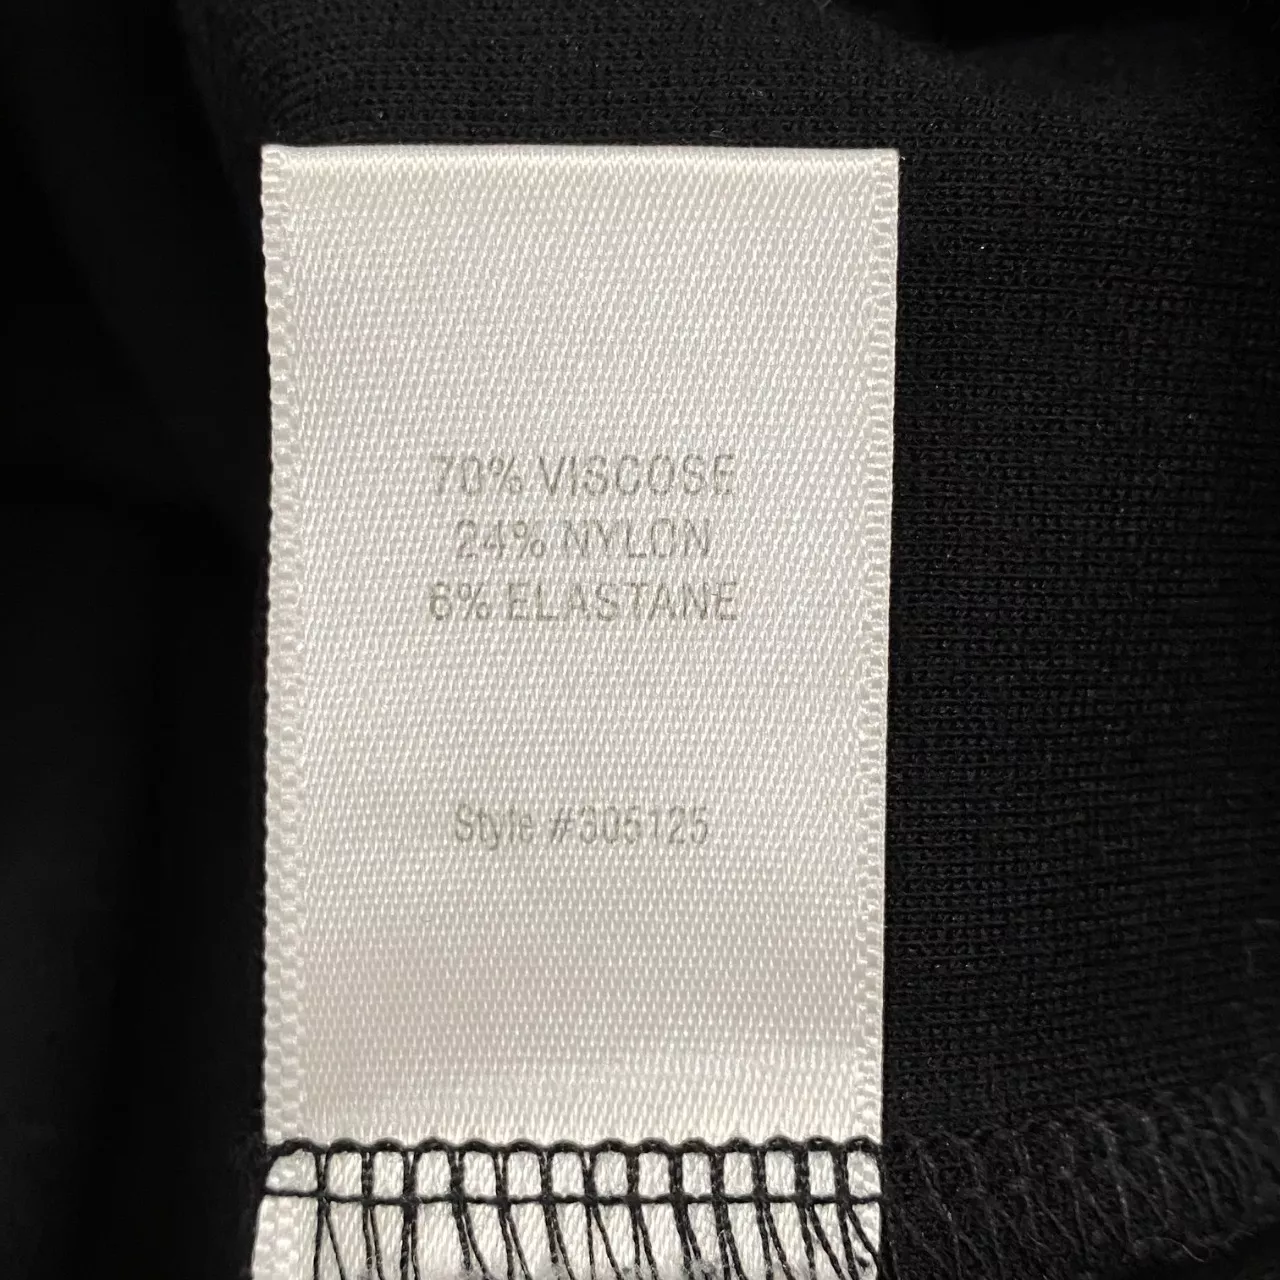 70% VISCOSE
24% NYLON
6% ELASTANE
Style #305125